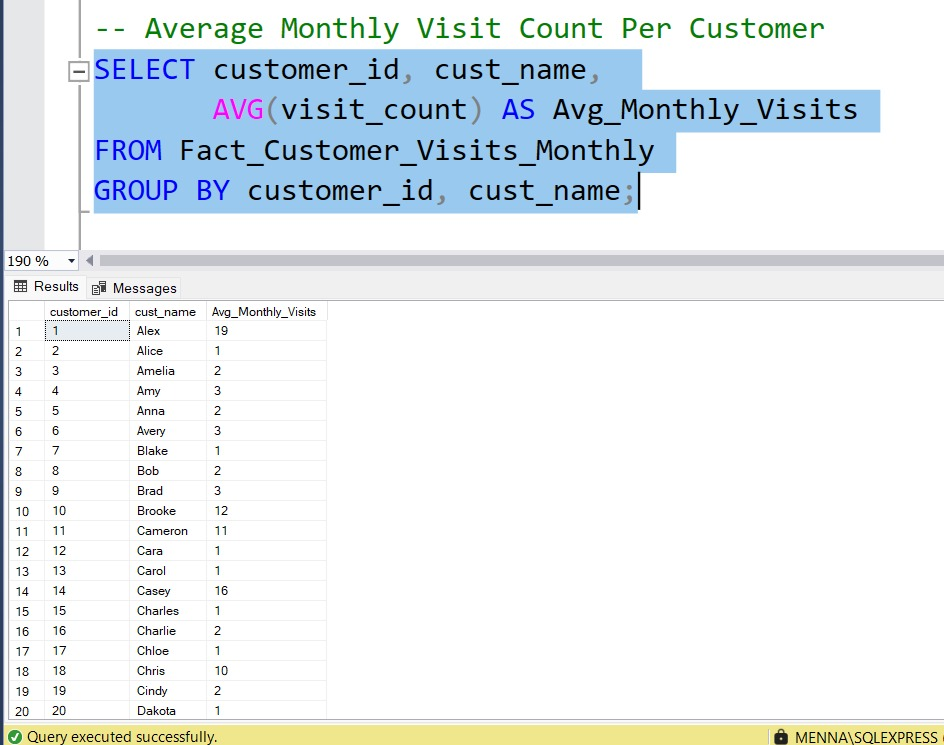 -- Average Monthly Visit Count Per Customer
SELECT customer_id, cust_name,
AVG(visit_count) AS Avg_Monthly_Visits
FROM Fact_Customer_Visits_Monthly
GROUP BY customer_id, cust_name;
190 %
Results Messages
customer_id cust_name Avg_Monthly_Visits
1 1 Alex 19
2 2 Alice 1
3 3 Amelia 2
4 4 Amy 3
5 5 Anna 2
6 6 Avery 3
7 7 Blake 1
8 8 Bob 2
9 9 Brad 3
10 10 Brooke 12
11 11 Cameron 11
12 12 Cara 1
13 13 Carol 1
14 14 Casey 16
15 15 Charles 1
16 16 Charlie 2
17 17 Chloe 1
18 18 Chris 10
19 19 Cindy 2
20 20 Dakota 1
Query executed successfully. MENNA\SQLEXPRESS (